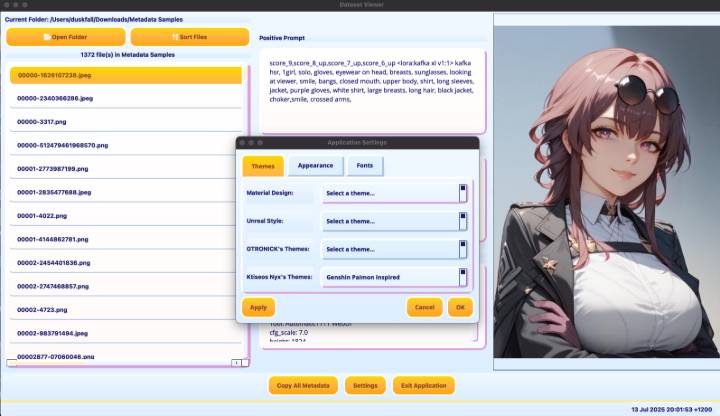 Dataset Viewer
Current Folder: /Users/duskfall/Downloads/Metadata Samples
Open Folder
Sort Files
1372 file(s) in Metadata Samples
00000-1626107238.jpeg
00000-2340366286.jpeg
00000-3317.png
00000-512479461968570.png
00001-2773987199.png
00001-2835477688.jpeg
00001-4022.png
00001-4144862781.png
00002-2454401836.png
00002-2747468857.png
00002-4723.png
00002-983791494.jpeg
00002877-07060046.png
Positive Prompt
score_9,score_8_up,score_7_up,score_6_up <lora:kafka xl v1:1> kafka
hsr, 1girl, solo, gloves, eyewear on head, breasts, sunglasses, looking
at viewer, smile, bangs, closed mouth, upper body, shirt, long sleeves,
jacket, purple gloves, white shirt, large breasts, long hair, black jacket,
choker,smile, crossed arms,
Application Settings
Themes
Appearance
Fonts
Material Design:
Select a theme...
Unreal Style:
Select a theme...
GTRONICK's Themes:
Select a theme...
Ktiseos Nyx's Themes:
Genshin Paimon Inspired
Apply
Cancel
OK
cfg_scale: 7.0
Copy All Metadata
Settings
Exit Application
13 Jul 2025 20:01:53 +1200